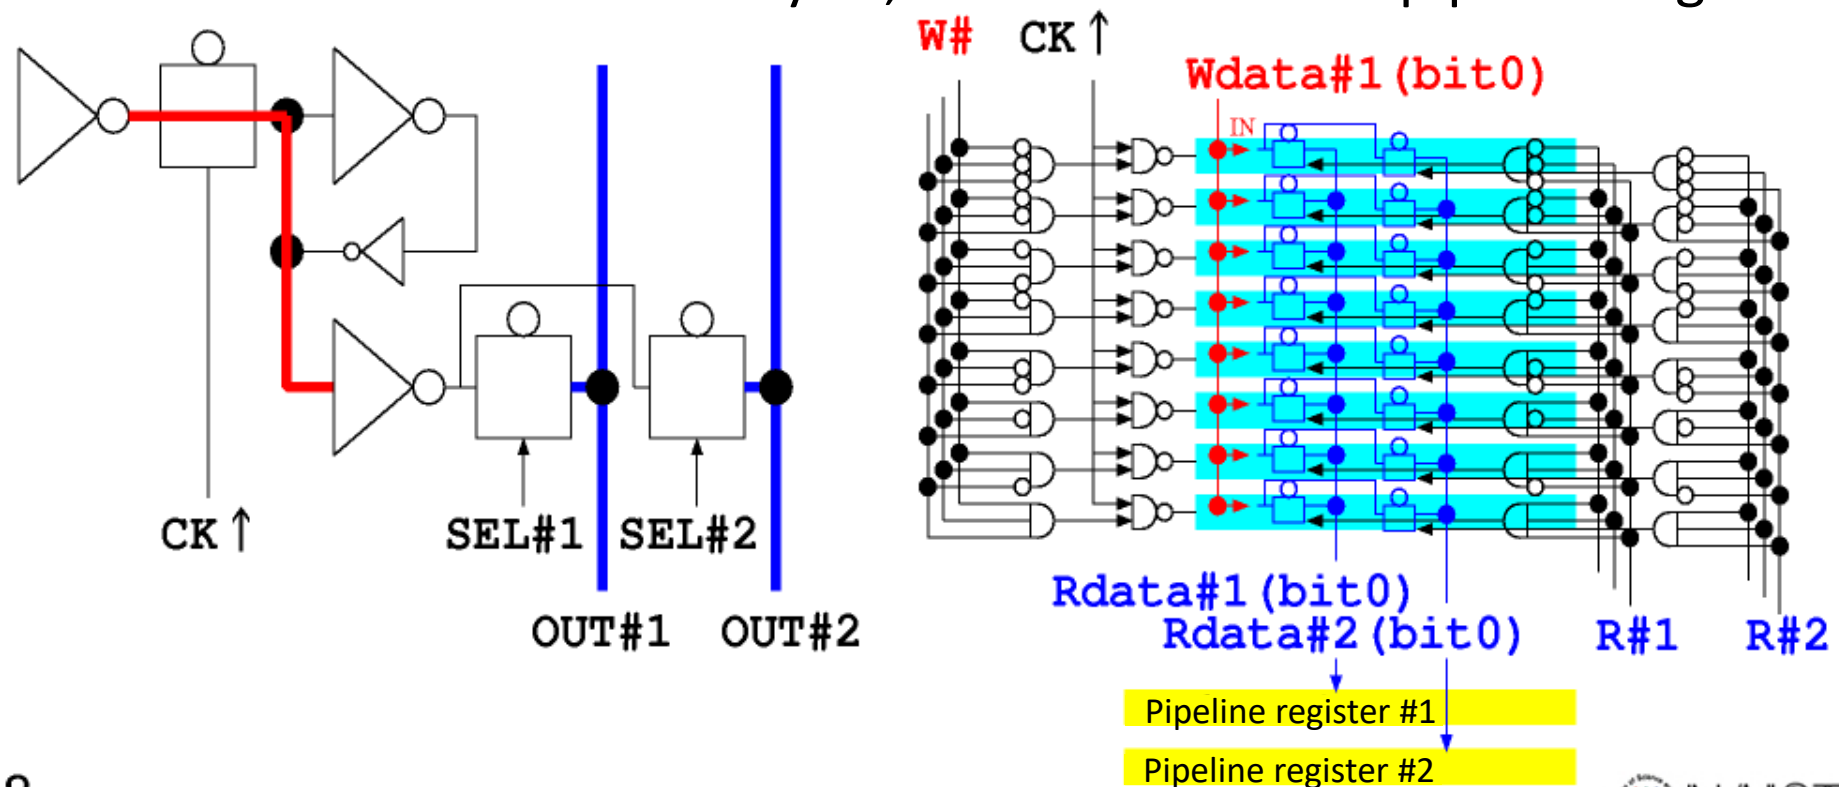 W# CK↑
Wdata#1(bit0)
IN
CK↑ SEL#1 SEL#2
OUT#1 OUT#2
Rdata#1(bit0)
Rdata#2(bit0) R#1 R#2
Pipeline register #1
Pipeline register #2